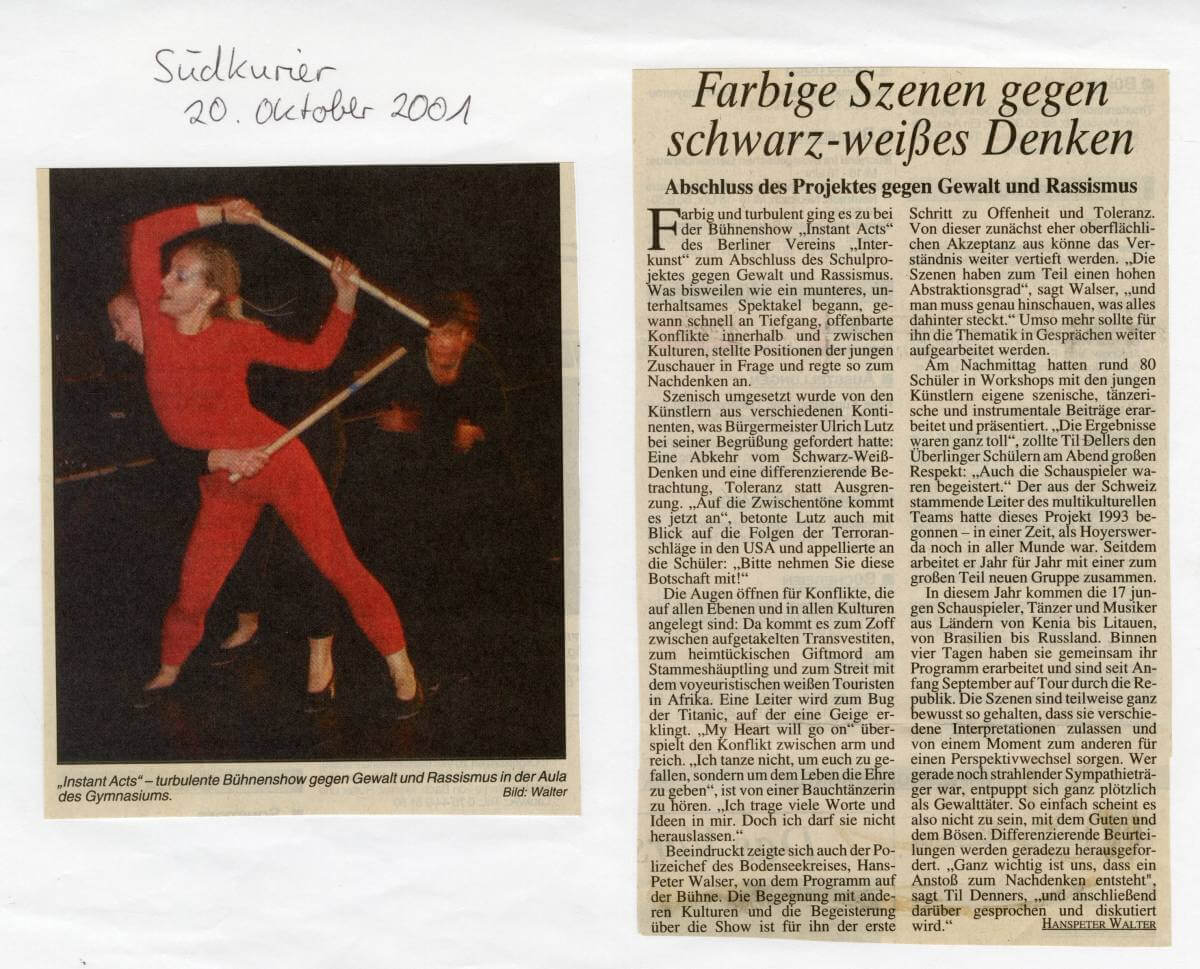 Südkurier
20. Oktober 2001
„Instant Acts“ – turbulente Bühnenshow gegen Gewalt und Rassismus in der Aula
des Gymnasiums.
Bild: Walter
Farbige Szenen gegen
schwarz-weißes Denken
Abschluss des Projektes gegen Gewalt und Rassismus
Farbig und turbulent ging es zu bei
der Bühnenshow „Instant Acts“
des Berliner Vereins „Inter-
kunst“ zum Abschluss des Schulpro-
jektes gegen Gewalt und Rassismus.
Was bisweilen wie ein munteres, un-
terhaltsames Spektakel begann, ge-
wann schnell an Tiefgang, offenbarte
Konflikte innerhalb und zwischen
Kulturen, stellte Positionen der jungen
Zuschauer in Frage und regte so zum
Nachdenken an.
Szenisch umgesetzt wurde von den
Künstlern aus verschiedenen Konti-
nenten, was Bürgermeister Ulrich Lutz
bei seiner Begrüßung gefordert hatte:
Eine Abkehr vom Schwarz-Weiß-
Denken und eine differenzierende Be-
trachtung, Toleranz statt Ausgren-
zung. „Auf die Zwischentöne kommt
es jetzt an“, betonte Lutz auch mit
Blick auf die Folgen der Terroran-
schläge in den USA und appellierte an
die Schüler: „Bitte nehmen Sie diese
Botschaft mit!“
Die Augen öffnen für Konflikte, die
auf allen Ebenen und in allen Kulturen
angelegt sind: Da kommt es zum Zoff
zwischen aufgetakelten Transvestiten,
zum heimtückischen Giftmord am
Stammeshäuptling und zum Streit mit
dem voyeuristischen weißen Touristen
in Afrika. Eine Leiter wird zum Bug
der Titanic, auf der eine Geige er-
klingt. „My Heart will go on“ über-
spielt den Konflikt zwischen arm und
reich. „Ich tanze nicht, um euch zu ge-
fallen, sondern um dem Leben die Ehre
zu geben“, ist von einer Bauchtänzerin
zu hören. „Ich trage viele Worte und
Ideen in mir. Doch ich darf sie nicht
herauslassen.“
Beeindruckt zeigte sich auch der Po-
lizeichef des Bodenseekreises, Hans-
Peter Walser, von dem Programm auf
der Bühne. Die Begegnung mit ande-
ren Kulturen und die Begeisterung
über die Show ist für ihn der erste
Schritt zu Offenheit und Toleranz.
Von dieser zunächst eher oberflächli-
chen Akzeptanz aus könne das Ver-
ständnis weiter vertieft werden. „Die
Szenen haben zum Teil einen hohen
Abstraktionsgrad“, sagt Walser, „und
man muss genau hinschauen, was alles
dahinter steckt.“ Umso mehr sollte für
ihn die Thematik in Gesprächen weiter
aufgearbeitet werden.
Am Nachmittag hatten rund 80
Schüler in Workshops mit den jungen
Künstlern eigene szenische, tänzeri-
sche und instrumentale Beiträge erar-
beitet und präsentiert. „Die Ergebnisse
waren ganz toll“, zollte Til Dellers den
Überlinger Schülern am Abend großen
Respekt: „Auch die Schauspieler wa-
ren begeistert.“ Der aus der Schweiz
stammende Leiter des multikulturellen
Teams hatte dieses Projekt 1993 be-
gonnen – in einer Zeit, als Hoyerswer-
da noch in aller Munde war. Seitdem
arbeitet er Jahr für Jahr mit einer zum
großen Teil neuen Gruppe zusammen.
In diesem Jahr kommen die 17 jun-
gen Schauspieler, Tänzer und Musiker
aus Ländern von Kenia bis Litauen,
von Brasilien bis Russland. Binnen
vier Tagen haben sie gemeinsam ihr
Programm erarbeitet und sind seit An-
fang September auf Tour durch die Re-
publik. Die Szenen sind teilweise ganz
bewusst so gehalten, dass sie verschie-
dene Interpretationen zulassen und
von einem Moment zum anderen für
einen Perspektivwechsel sorgen. Wer
gerade noch strahlender Sympathieträ-
ger war, entpuppt sich ganz plötzlich
als Gewalttäter. So einfach scheint es
also nicht zu sein, mit dem Guten und
dem Bösen. Differenzierende Beurtei-
lungen werden geradezu herausgefor-
dert. „Ganz wichtig ist uns, dass ein
Anstoß zum Nachdenken entsteht",
sagt Til Denners, „und anschließend
darüber gesprochen und diskutiert
wird.“ HANSPETER WALTER